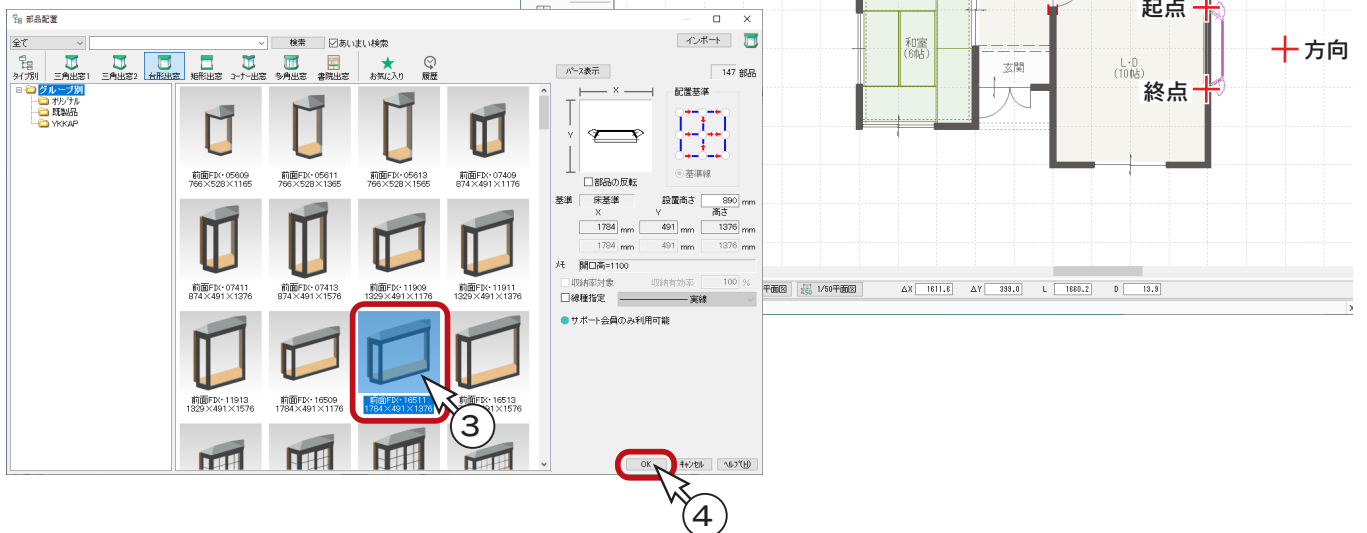 部品配置
全て
検索
あいまい検索
インポート
タイプ別
三角出窓1
三角出窓2
台形出窓
矩形出窓
コーナー出窓
多角出窓
書院出窓
お気に入り
履歴
グループ別
オリジナル
既製品
YKKAP
前面FIX・05609
766×528×1165
前面FIX・05611
766×528×1365
前面FIX・05613
766×528×1565
前面FIX・07409
874×491×1176
前面FIX・07411
874×491×1376
前面FIX・07413
874×491×1576
前面FIX・11909
1329×491×1176
前面FIX・11911
1329×491×1376
前面FIX・11913
1329×491×1576
前面FIX・16509
1784×491×1176
前面FIX・16511
1784×491×1376
前面FIX・16513
91×1576
パース表示
147 部品
X
Y
配置基準
部品の反転
基準線
基準 床基準 設置高さ 890 mm
X Y 高さ
1784 mm 491 mm 1376 mm
1784 mm 491 mm 1376 mm
メモ 開口高=1100
収納率対象 収納有効率 100 %
線種指定 実線
サポート会員のみ利用可能
OK
キャンセル
ヘルプ(H)
③
④
和室
(6帖)
玄関
L・D
(10帖)
起点
方向
終点
平面図
1/50平面図
ΔX 1611.6
ΔY 399.0
L 1660.2
D 13.9